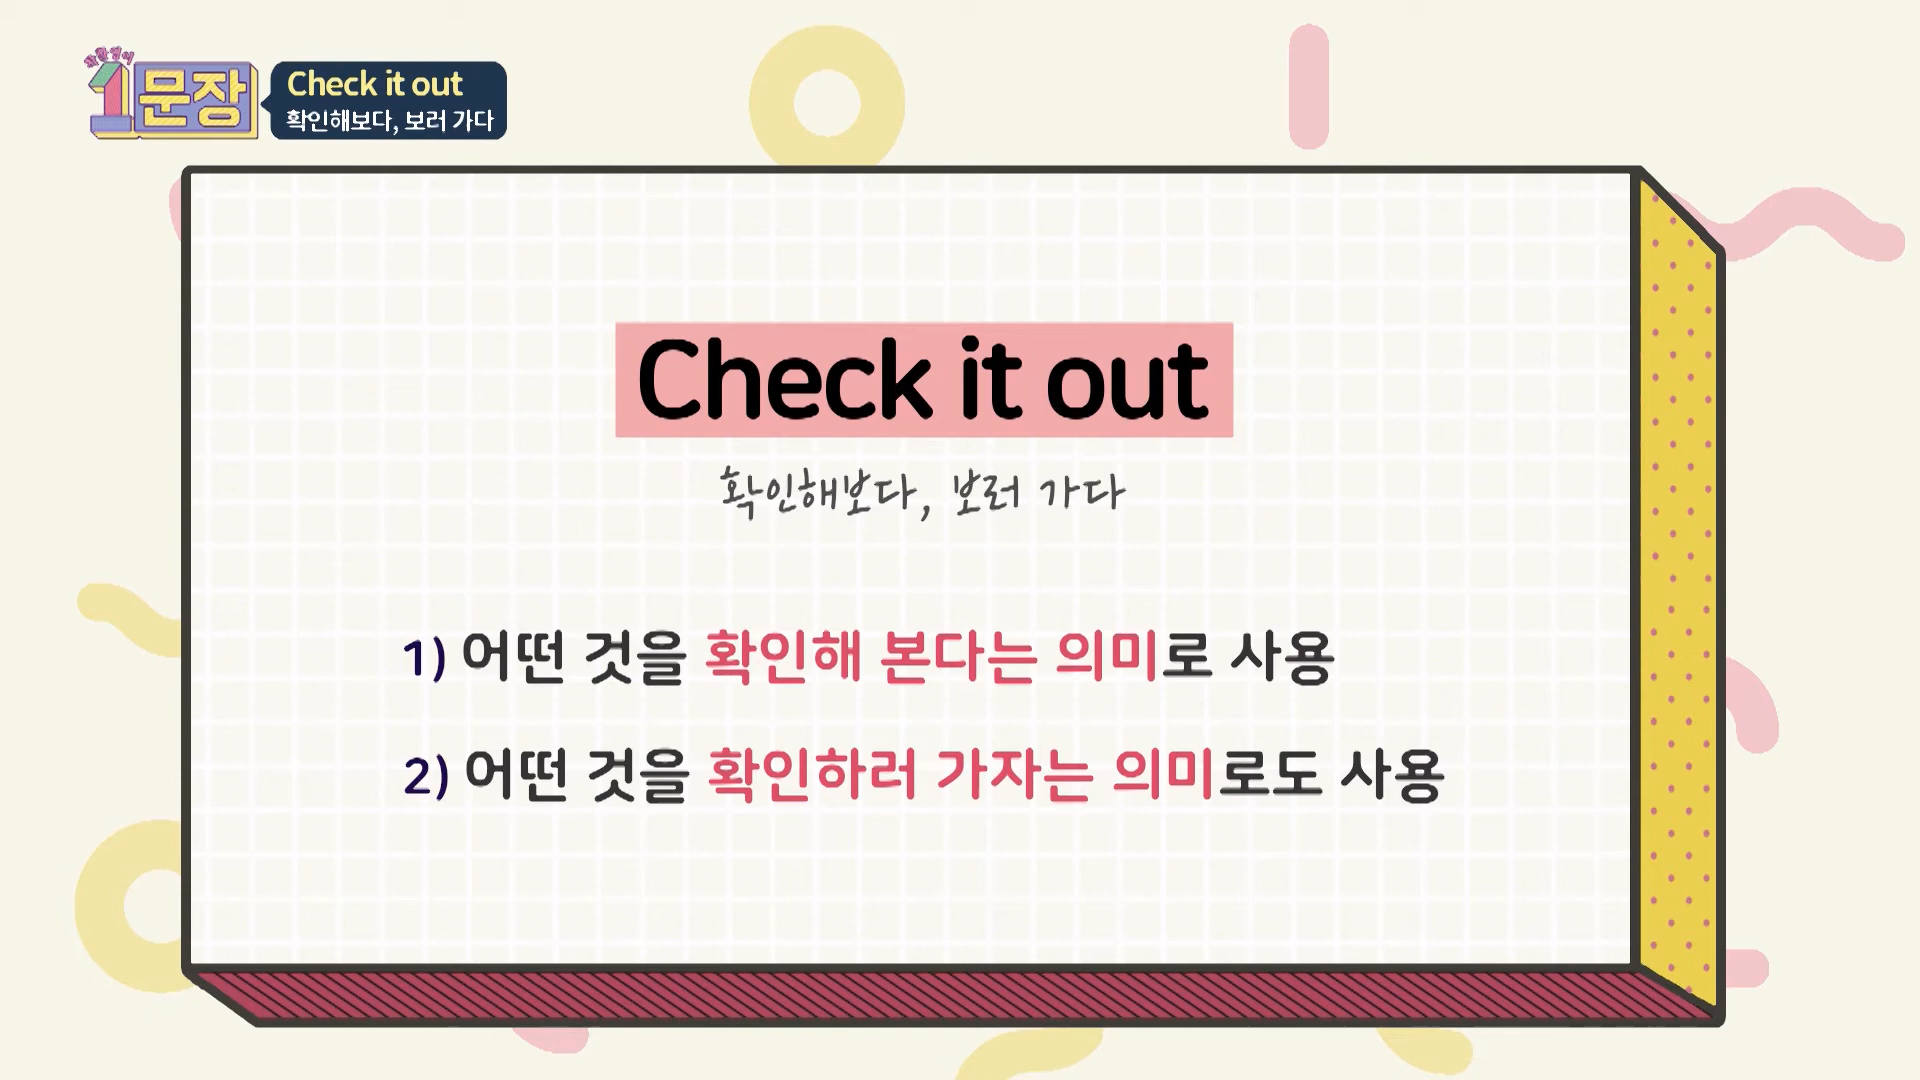 1문장
Check it out
확인해보다, 보러 가다
Check it out
확인해보다, 보러 가다
1) 어떤 것을 확인해 본다는 의미로 사용
2) 어떤 것을 확인하러 가자는 의미로도 사용